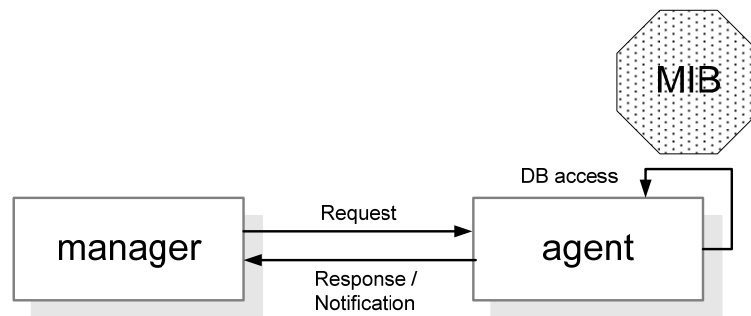 MIB
DB access
Request
manager
agent
Response /
Notification